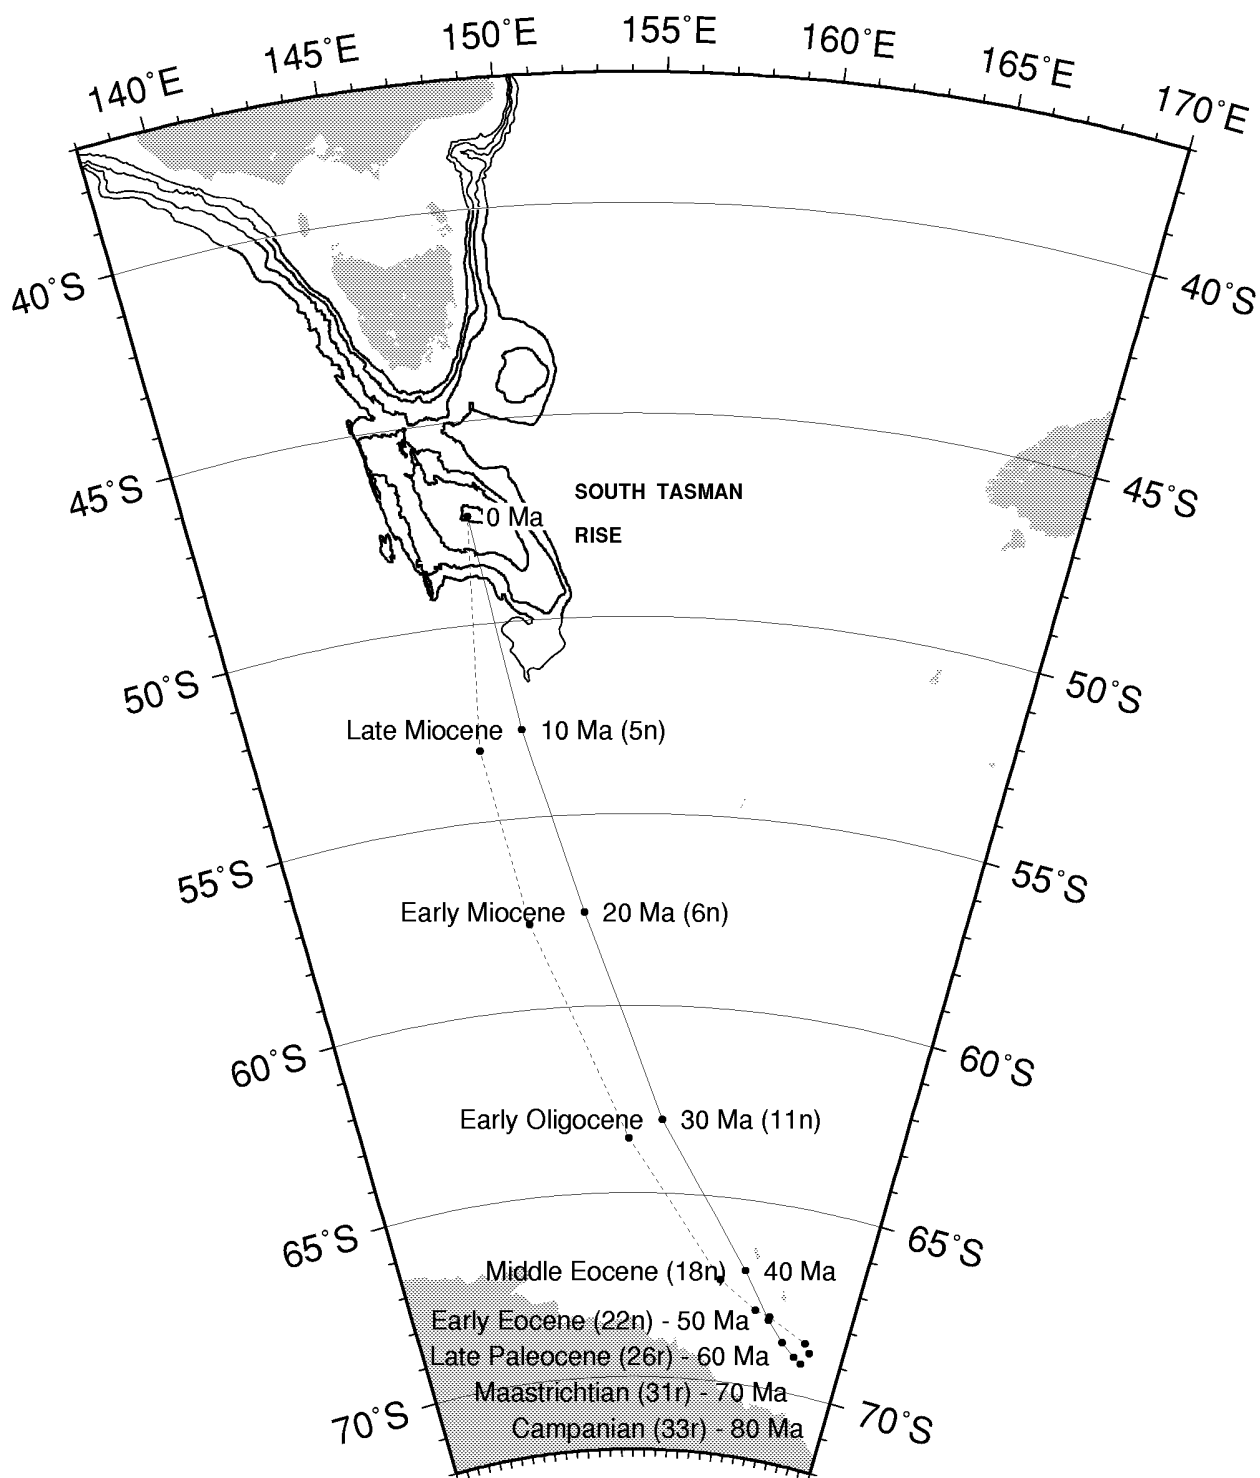 140˚E
145˚E
150˚E
155˚E
160˚E
165˚E
170˚E
40˚S
40˚S
45˚S
45˚S
SOUTH TASMAN
RISE
0 Ma
50˚S
50˚S
Late Miocene
10 Ma (5n)
55˚S
55˚S
Early Miocene
20 Ma (6n)
60˚S
60˚S
Early Oligocene
30 Ma (11n)
65˚S
65˚S
Middle Eocene (18n)
40 Ma
Early Eocene (22n) - 50 Ma
Late Paleocene (26r) - 60 Ma
Maastrichtian (31r) - 70 Ma
70˚S
70˚S
Campanian (33r) - 80 Ma